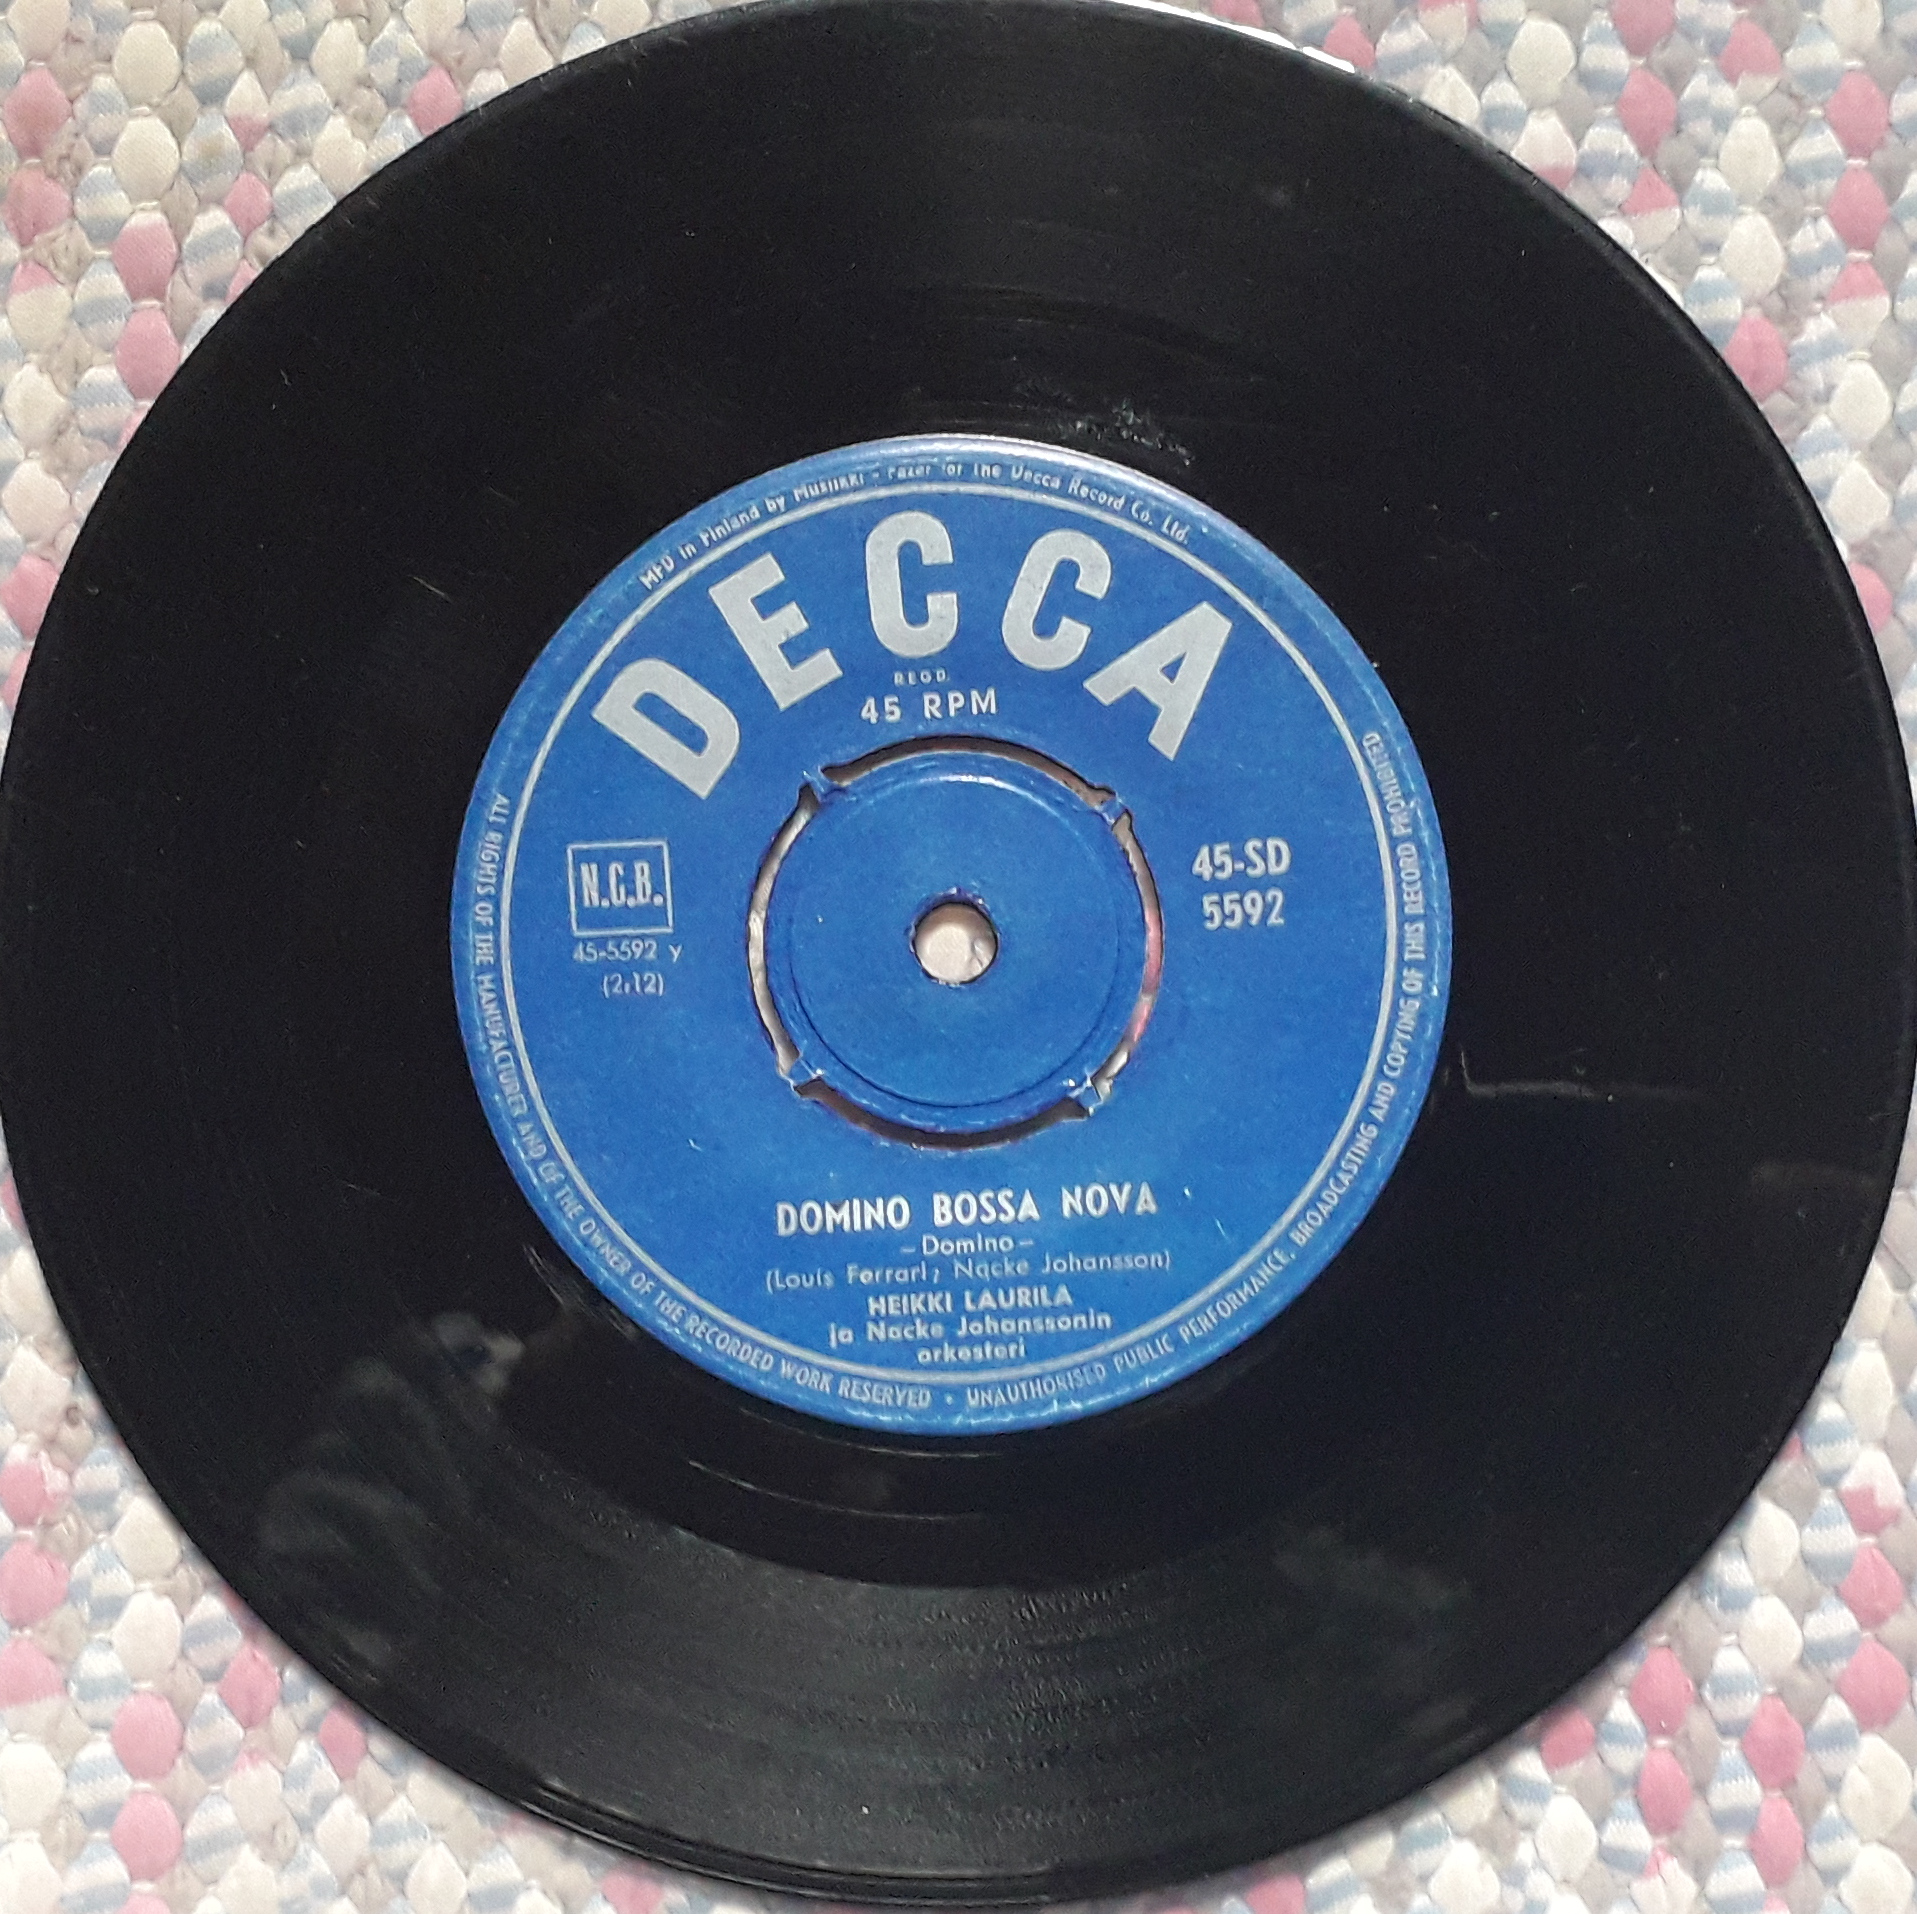 MFD in Finland by Musiikki - Fazer for the Decca Record Co. Ltd.
DECCA
REGD.
45 RPM
N.C.B.
45-5592 y
(2.12)
45-SD
5592
DOMINO BOSSA NOVA
-Domino-
(Louis Ferrari; Nacke Johansson)
HEIKKI LAURILA
ja Nacke Johanssonin
orkesteri
ALL RIGHTS OF THE MANUFACTURER AND OF THE OWNER OF THE RECORDED WORK RESERVED • UNAUTHORISED PUBLIC PERFORMANCE, BROADCASTING AND COPYING OF THIS RECORD PROHIBITED